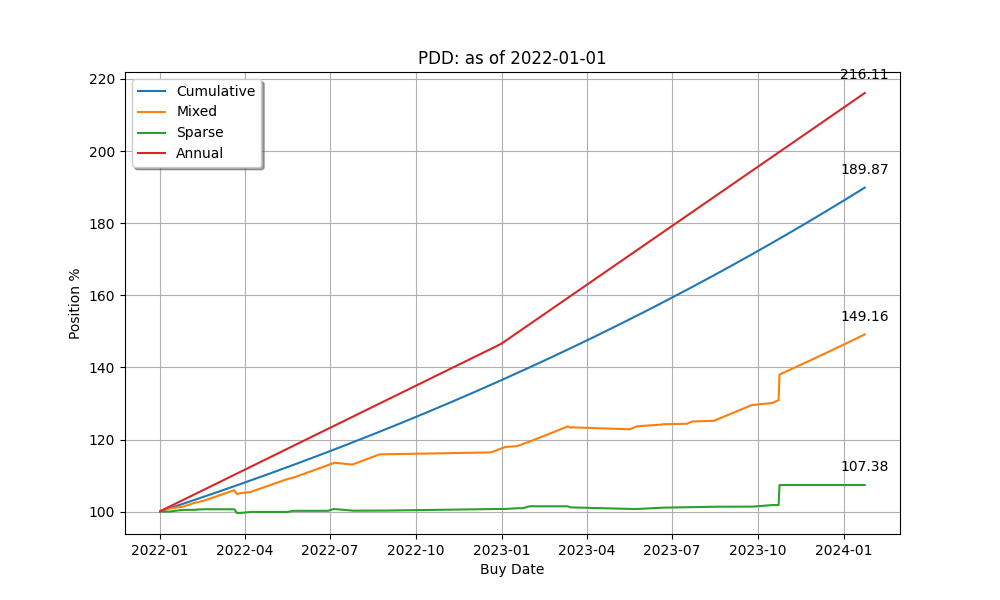 PDD: as of 2022-01-01
216.11
189.87
149.16
107.38
Cumulative
Mixed
Sparse
Annual
220
200
180
160
140
120
100
Position %
2022-01 2022-04 2022-07 2022-10 2023-01 2023-04 2023-07 2023-10 2024-01
Buy Date